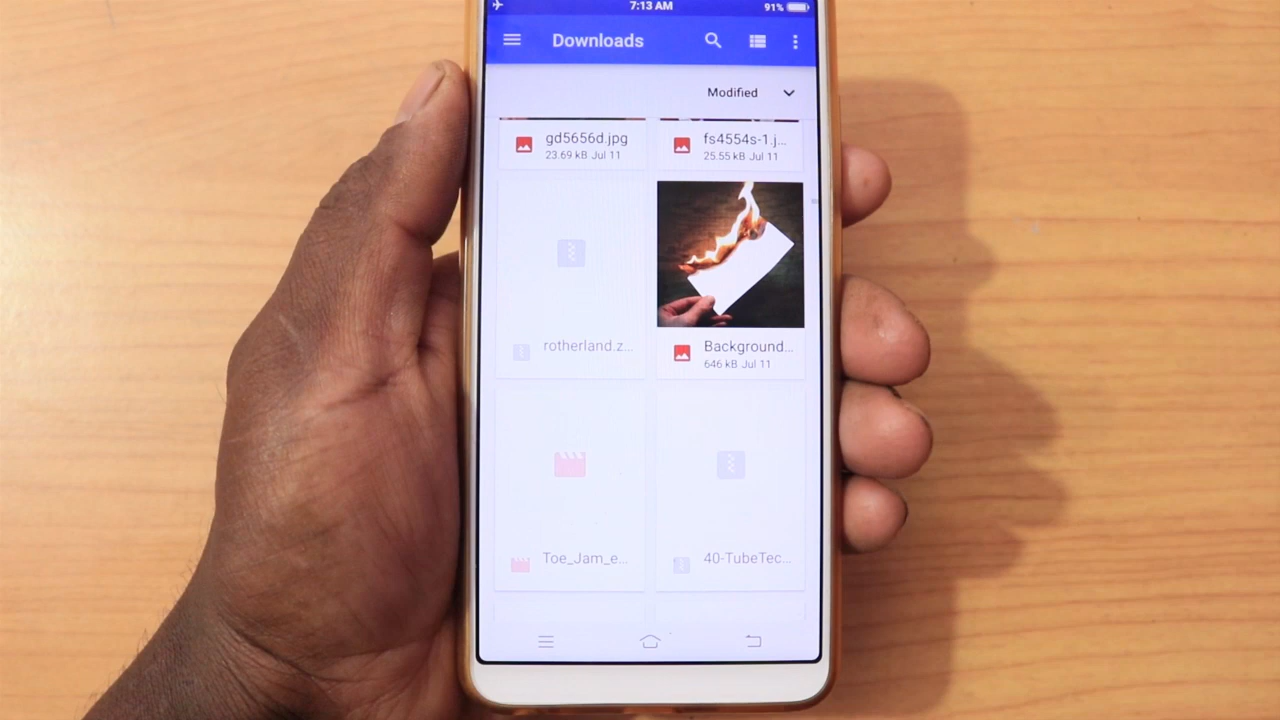 7:13 AM
91%
Downloads
Modified
gd5656d.jpg
23.69 kB Jul 11
fs4554s-1.j...
25.55 kB Jul 11
rotherland.z...
Background...
646 kB Jul 11
Toe_Jam_e...
40-TubeTec...